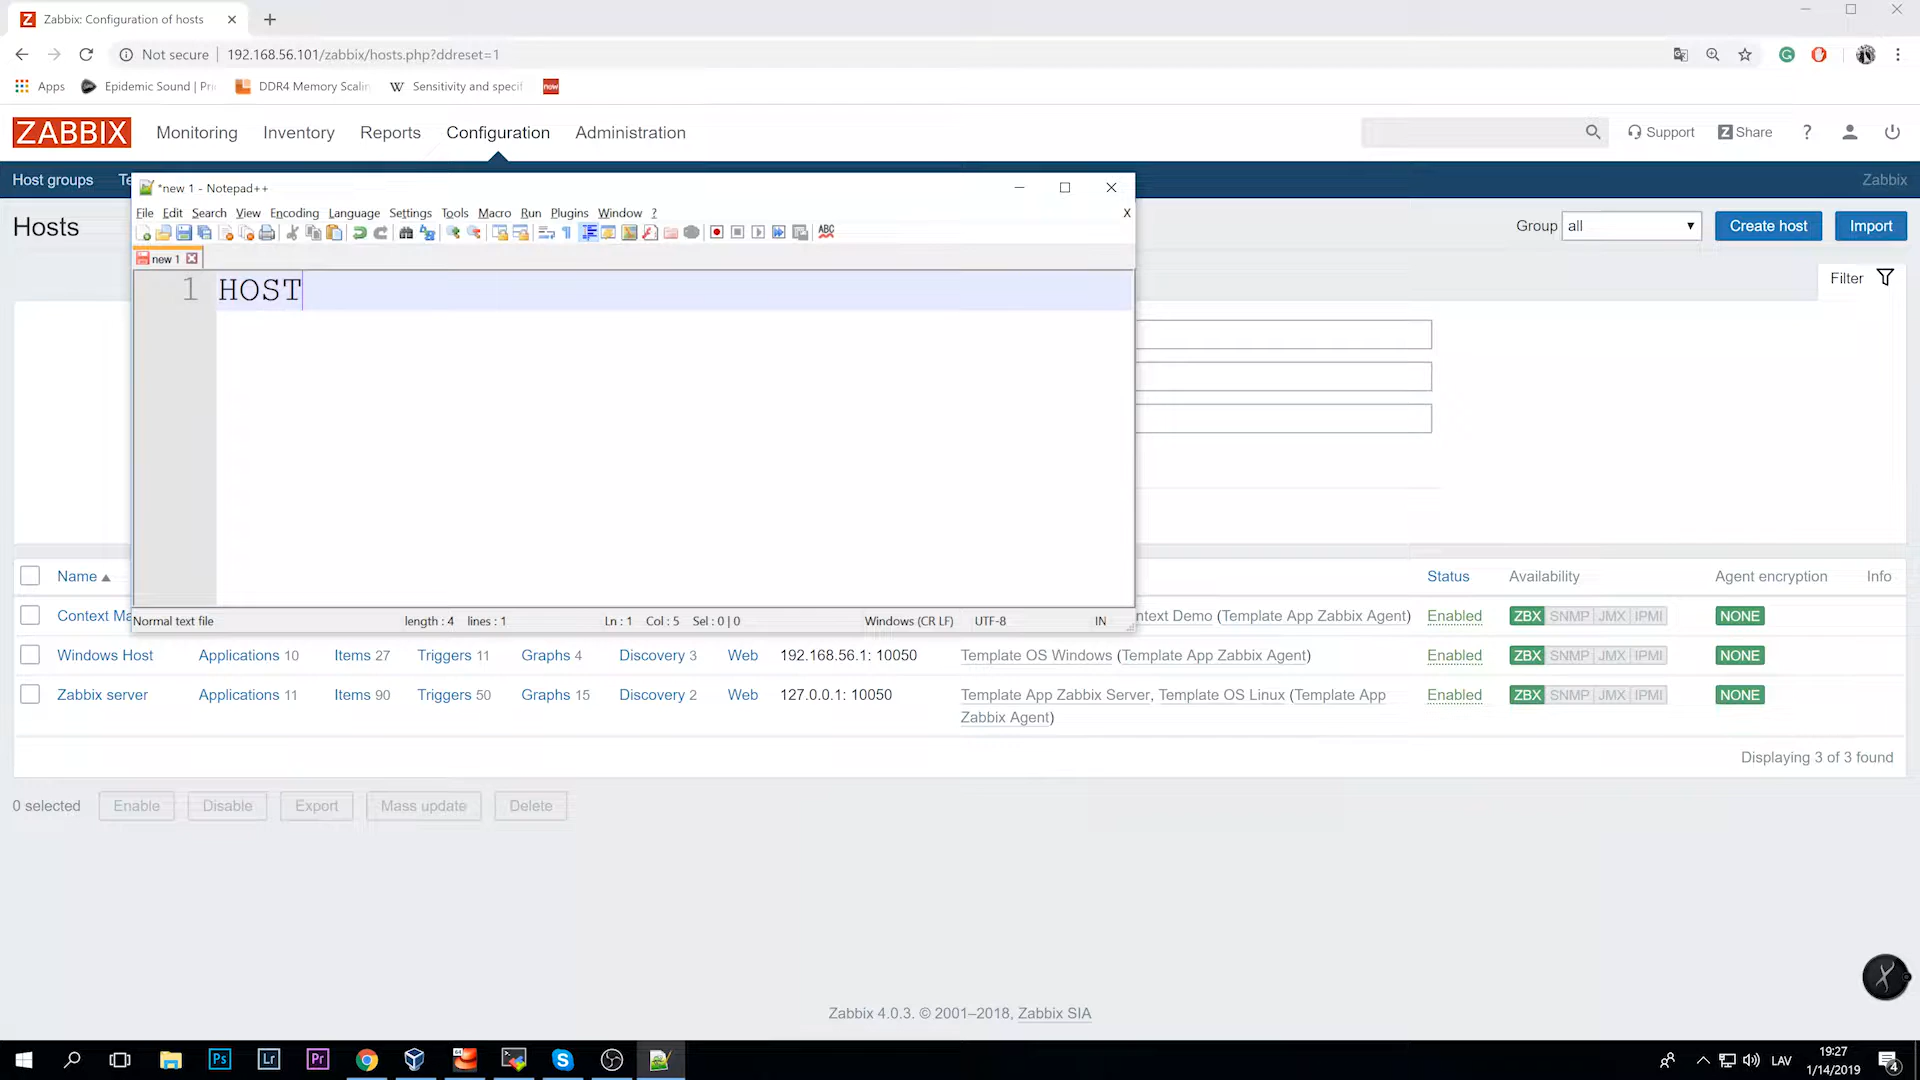 Zabbix: Configuration of hosts
Not secure | 192.168.56.101/zabbix/hosts.php?ddreset=1
Apps Epidemic Sound | Pri DDR4 Memory Scalin Sensitivity and specif now
ZABBIX Monitoring Inventory Reports Configuration Administration Support Z Share ?
Host groups Te Zabbix
*new 1 - Notepad++
File Edit Search View Encoding Language Settings Tools Macro Run Plugins Window ? X
Hosts Group all Create host Import
ABC
new 1
Filter
1 HOST
Name Status Availability Agent encryption Info
Context Ma ntext Demo (Template App Zabbix Agent) Enabled ZBX SNMP JMX IPMI NONE
Normal text file length : 4 lines : 1 Ln : 1 Col : 5 Sel : 0 | 0 Windows (CR LF) UTF-8 IN
Windows Host Applications 10 Items 27 Triggers 11 Graphs 4 Discovery 3 Web 192.168.56.1: 10050 Template OS Windows (Template App Zabbix Agent) Enabled ZBX SNMP JMX IPMI NONE
Zabbix server Applications 11 Items 90 Triggers 50 Graphs 15 Discovery 2 Web 127.0.0.1: 10050 Template App Zabbix Server, Template OS Linux (Template App Enabled ZBX SNMP JMX IPMI NONE
Zabbix Agent)
Displaying 3 of 3 found
0 selected Enable Disable Export Mass update Delete
Zabbix 4.0.3. © 2001–2018, Zabbix SIA
Ps Lr Pr 64 LAV 19:27
1/14/2019 4